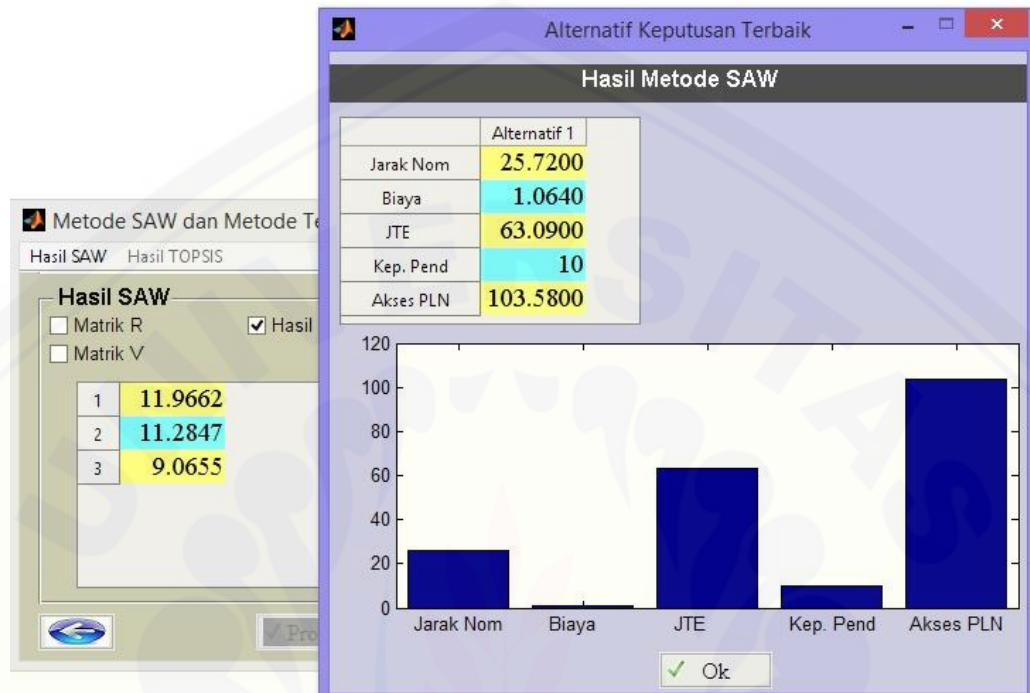 Metode SAW dan Metode Te
Hasil SAW Hasil TOPSIS
Hasil SAW
Matrik R
Hasil
Matrik V
1 11.9662
2 11.2847
3 9.0655
Pro
Alternatif Keputusan Terbaik
Hasil Metode SAW
Alternatif 1
Jarak Nom 25.7200
Biaya 1.0640
JTE 63.0900
Kep. Pend 10
Akses PLN 103.5800
120
100
80
60
40
20
0
Jarak Nom Biaya JTE Kep. Pend Akses PLN
Ok
UNIVERSITAS